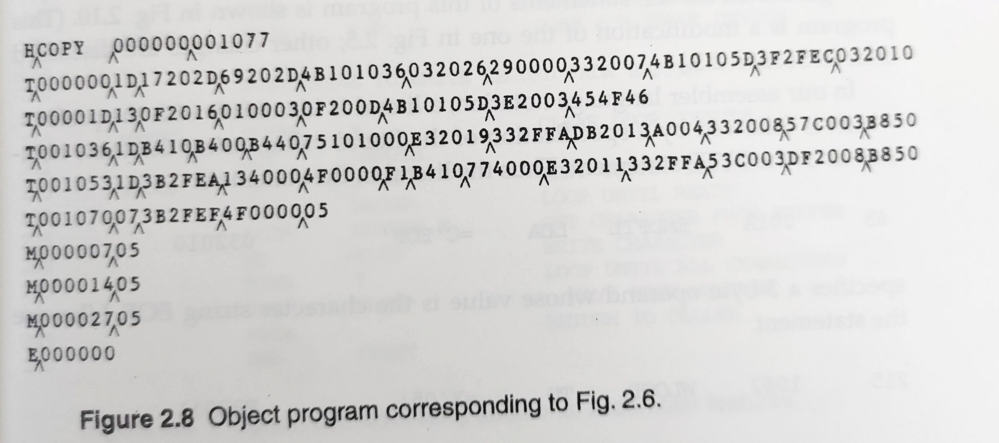 H^COPY  ^000000^001077
T^000000^1D^17202D^69202D^4B101036^032026^290000^332007^4B10105D^3F2FEC^032010
T^00001D^13^0F2016^010003^0F200D^4B10105D^3E2003^454F46
T^001036^1D^B410^B400^B440^75101000^E32019^332FFA^DB2013^A004^332008^57C003^B850
T^001053^1D^3B2FEA^134000^4F0000^F1^B410^774000^E32011^332FFA^53C003^DF2008^B850
T^001070^07^3B2FEF^4F0000^05
M^000007^05
M^000014^05
M^000027^05
E^000000
Figure 2.8 Object program corresponding to Fig. 2.6.